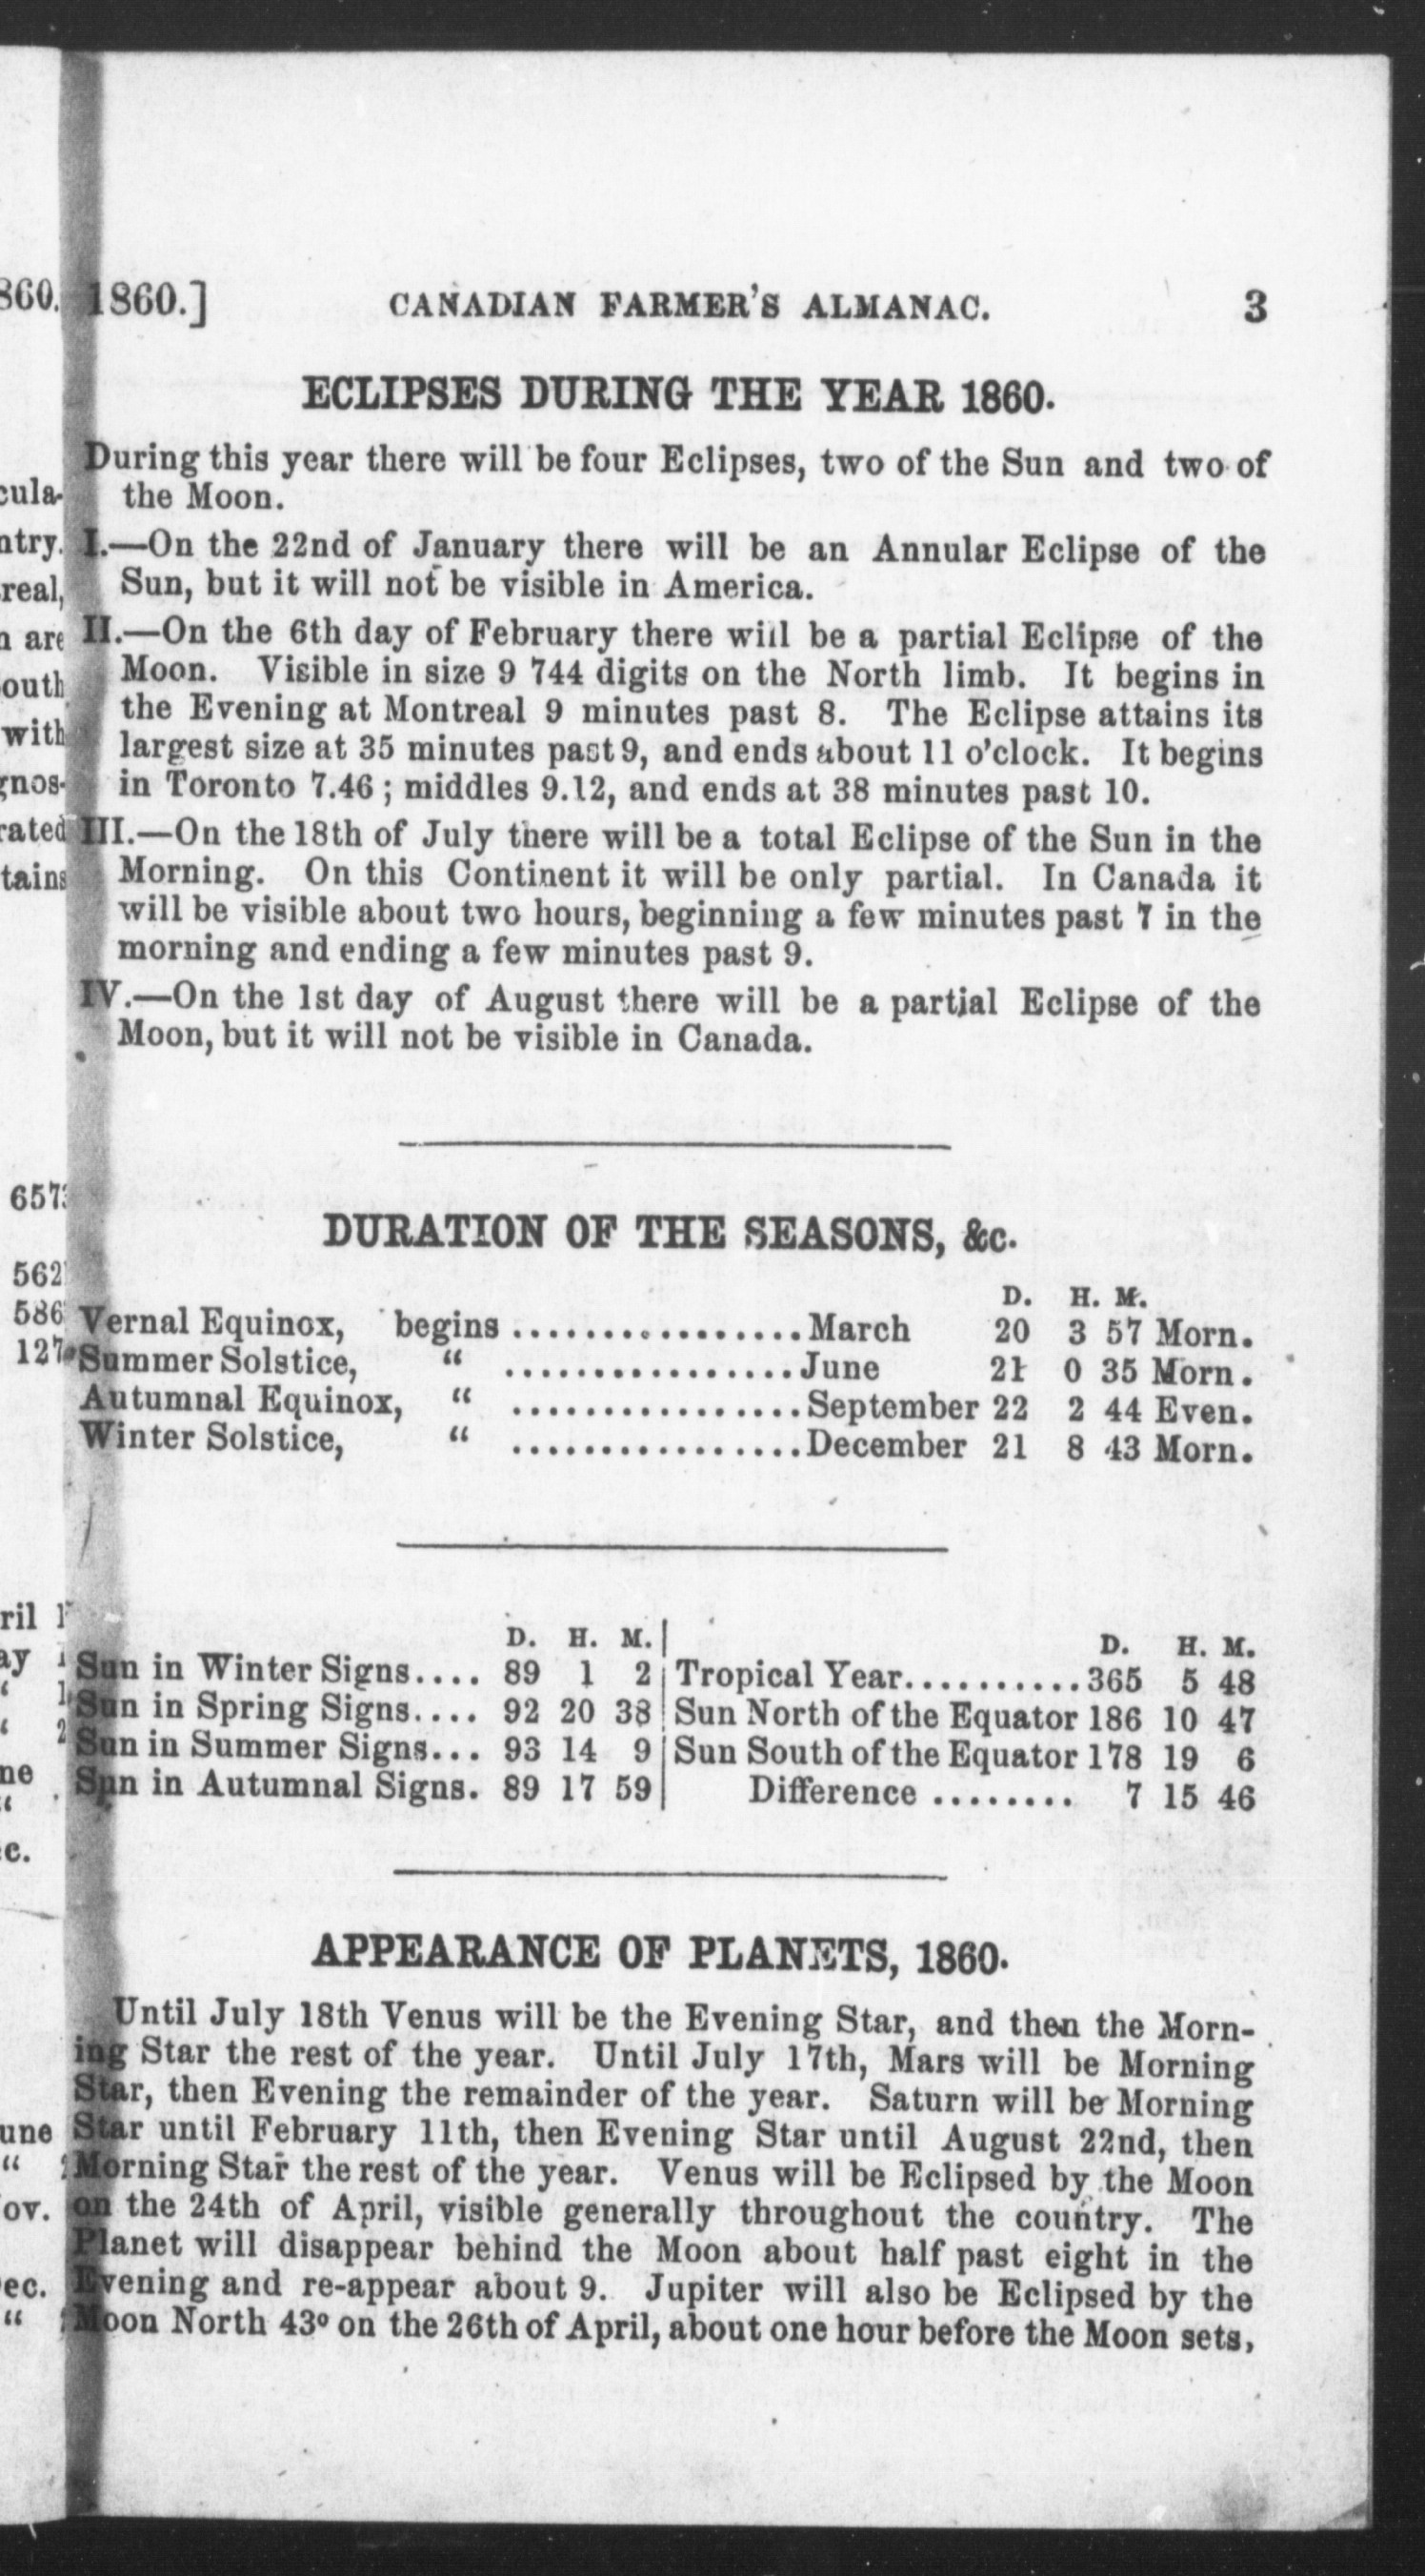 1860.] CANADIAN FARMER'S ALMANAC. 3
ECLIPSES DURING THE YEAR 1860.
During this year there will be four Eclipses, two of the Sun and two of
the Moon.
I.—On the 22nd of January there will be an Annular Eclipse of the
Sun, but it will not be visible in America.
II.—On the 6th day of February there will be a partial Eclipse of the
Moon. Visible in size 9 744 digits on the North limb. It begins in
the Evening at Montreal 9 minutes past 8. The Eclipse attains its
largest size at 35 minutes past 9, and ends about 11 o'clock. It begins
in Toronto 7.46 ; middles 9.12, and ends at 38 minutes past 10.
III.—On the 18th of July there will be a total Eclipse of the Sun in the
Morning. On this Continent it will be only partial. In Canada it
will be visible about two hours, beginning a few minutes past 7 in the
morning and ending a few minutes past 9.
IV.—On the 1st day of August there will be a partial Eclipse of the
Moon, but it will not be visible in Canada.
DURATION OF THE SEASONS, &c.
D. H. M.
Vernal Equinox, begins ................March 20 3 57 Morn.
Summer Solstice, “ ................June 21 0 35 Morn.
Autumnal Equinox, “ ................September 22 2 44 Even.
Winter Solstice, “ ................December 21 8 43 Morn.
D. H. M. | D. H. M.
Sun in Winter Signs.... 89 1 2 | Tropical Year...........365 5 48
Sun in Spring Signs.... 92 20 38 | Sun North of the Equator 186 10 47
Sun in Summer Signs... 93 14 9 | Sun South of the Equator 178 19 6
Sun in Autumnal Signs. 89 17 59 | Difference ........ 7 15 46
APPEARANCE OF PLANETS, 1860.
Until July 18th Venus will be the Evening Star, and then the Morn-
ing Star the rest of the year. Until July 17th, Mars will be Morning
Star, then Evening the remainder of the year. Saturn will be Morning
Star until February 11th, then Evening Star until August 22nd, then
Morning Star the rest of the year. Venus will be Eclipsed by the Moon
on the 24th of April, visible generally throughout the country. The
Planet will disappear behind the Moon about half past eight in the
Evening and re-appear about 9. Jupiter will also be Eclipsed by the
Moon North 43º on the 26th of April, about one hour before the Moon sets,